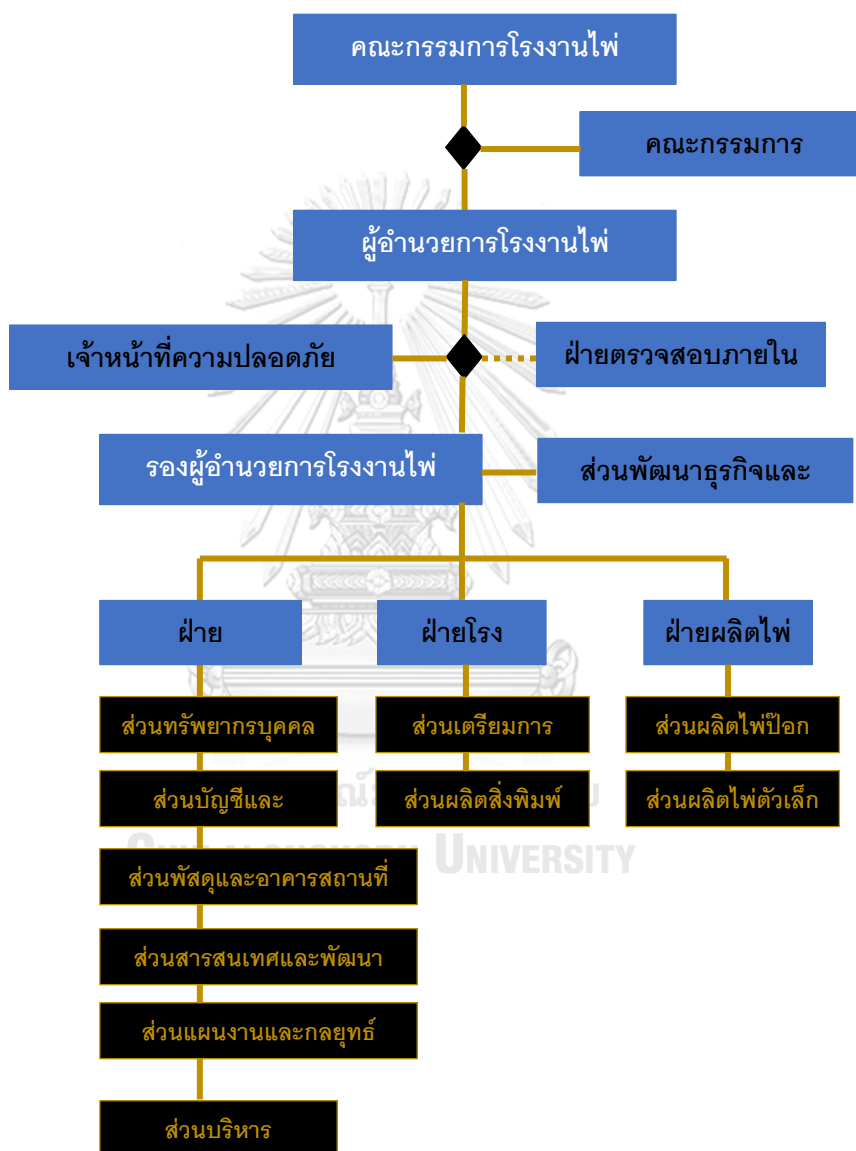 คณะกรรมการโรงงานไพ่
คณะกรรมการ
ผู้อำนวยการโรงงานไพ่
เจ้าหน้าที่ความปลอดภัย
ฝ่ายตรวจสอบภายใน
รองผู้อำนวยการโรงงานไพ่
ส่วนพัฒนาธุรกิจและ
ฝ่าย
ฝ่ายโรง
ฝ่ายผลิตไพ่
ส่วนทรัพยากรบุคคล
ส่วนเตรียมการ
ส่วนผลิตไพ่ป๊อก
ส่วนบัญชีและ
ส่วนผลิตสิ่งพิมพ์
ส่วนผลิตไพ่ตัวเล็ก
UNIVERSITY
ส่วนพัสดุและอาคารสถานที่
ส่วนสารสนเทศและพัฒนา
ส่วนแผนงานและกลยุทธ์
ส่วนบริหาร